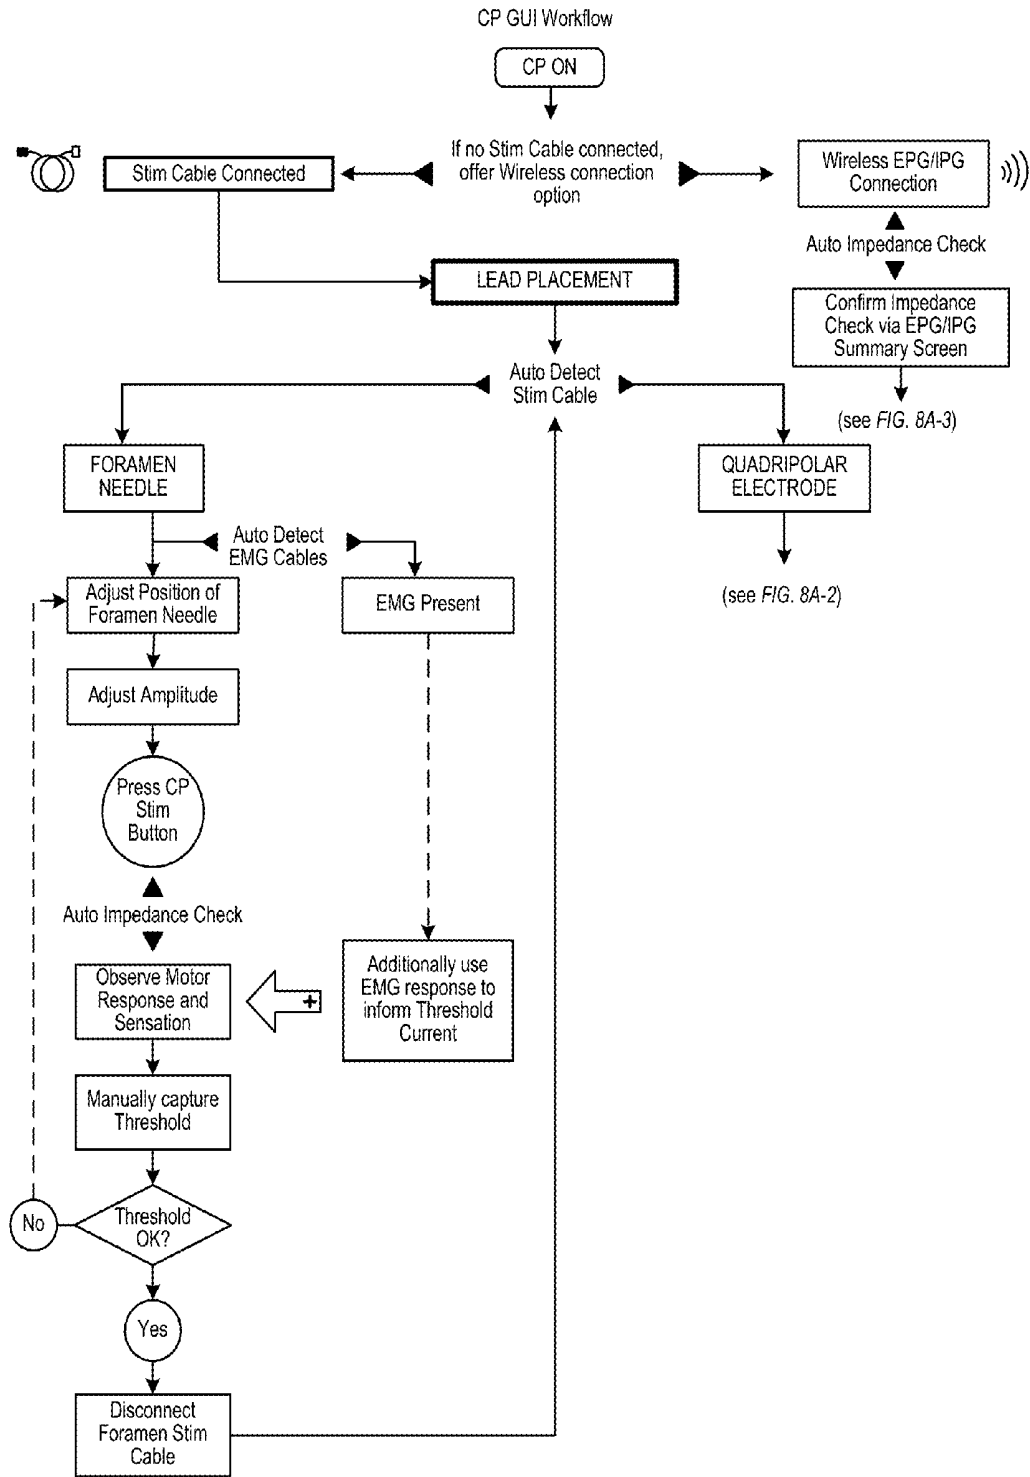 CP GUI Workflow
CP ON
If no Stim Cable connected,
offer Wireless connection
option
Stim Cable Connected
Wireless EPG/IPG
Connection
Auto Impedance Check
Confirm Impedance
Check via EPG/IPG
Summary Screen
(see FIG. 8A-3)
LEAD PLACEMENT
Auto Detect
Stim Cable
FORAMEN
NEEDLE
QUADRIPOLAR
ELECTRODE
(see FIG. 8A-2)
Auto Detect
EMG Cables
Adjust Position of
Foramen Needle
EMG Present
Adjust Amplitude
Press CP
Stim
Button
Auto Impedance Check
Observe Motor
Response and
Sensation
+
Additionally use
EMG response to
inform Threshold
Current
Manually capture
Threshold
Threshold
OK?
No
Yes
Disconnect
Foramen Stim
Cable